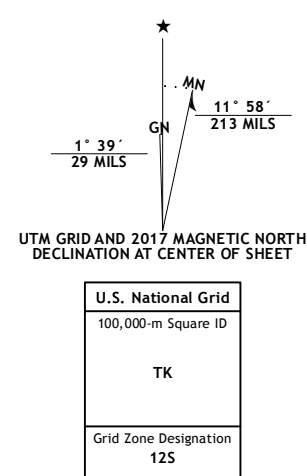 ★
MN
GN
11° 58´
213 MILS
1° 39´
29 MILS
UTM GRID AND 2017 MAGNETIC NORTH
DECLINATION AT CENTER OF SHEET
U.S. National Grid
100,000-m Square ID
TK
Grid Zone Designation
12S